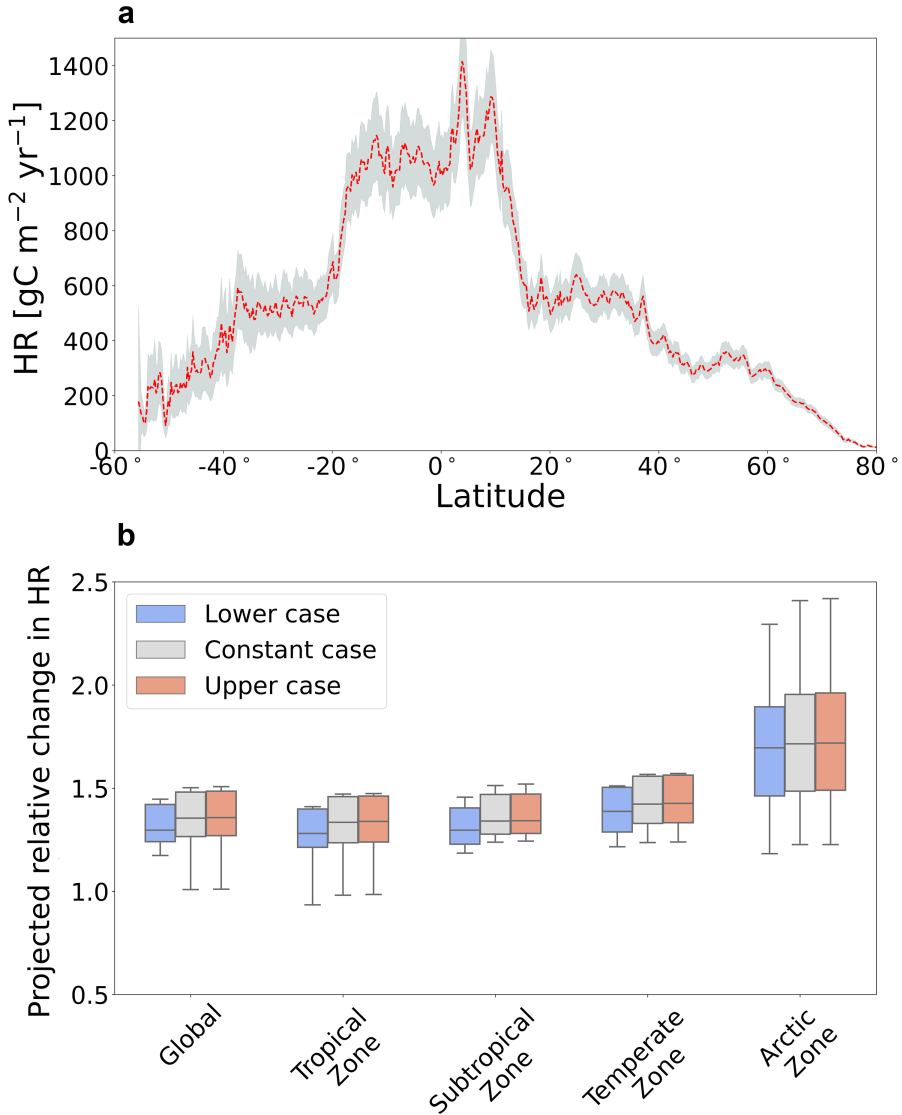 a
HR [gC m⁻² yr⁻¹]
1400
1200
1000
800
600
400
200
0
-60° -40° -20° 0° 20° 40° 60° 80°
Latitude
b
Projected relative change in HR
2.5
2.0
1.5
1.0
0.5
Lower case
Constant case
Upper case
Global
Tropical
Zone
Subtropical
Zone
Temperate
Zone
Arctic
Zone